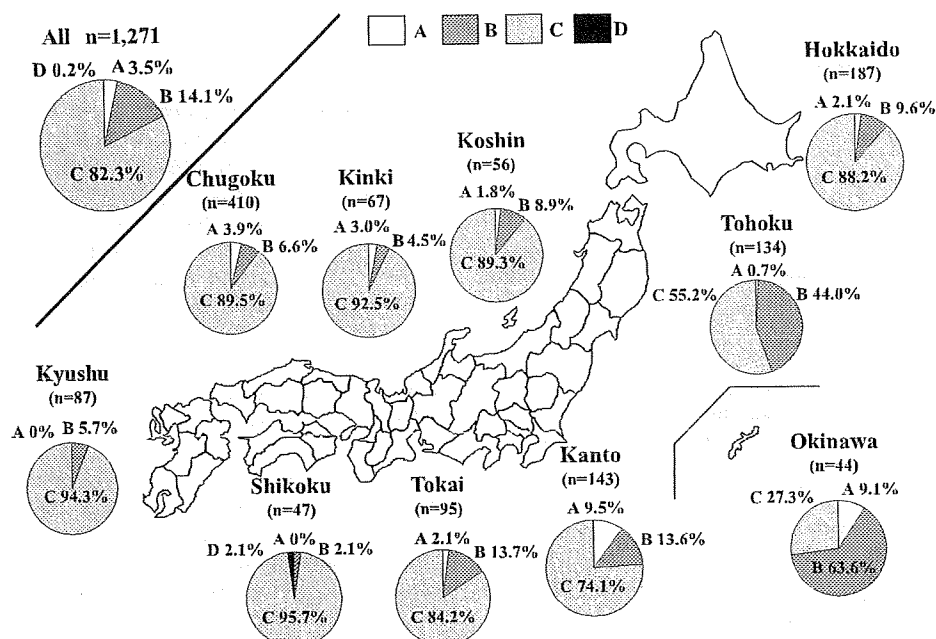 All n=1,271
D 0.2% A 3.5%
B 14.1%
C 82.3%
A B C D
Hokkaido
(n=187)
A 2.1% B 9.6%
C 88.2%
Koshin
(n=56)
A 1.8%
B 8.9%
C 89.3%
Chugoku
(n=410)
A 3.9%
B 6.6%
C 89.5%
Kinki
(n=67)
A 3.0%
B 4.5%
C 92.5%
Tohoku
(n=134)
A 0.7%
C 55.2% B 44.0%
Kyushu
(n=87)
A 0% B 5.7%
C 94.3%
Shikoku
(n=47)
A 0%
D 2.1% B 2.1%
C 95.7%
Tokai
(n=95)
A 2.1%
B 13.7%
C 84.2%
Kanto
(n=143)
A 9.5%
B 13.6%
C 74.1%
Okinawa
(n=44)
C 27.3% A 9.1%
B 63.6%